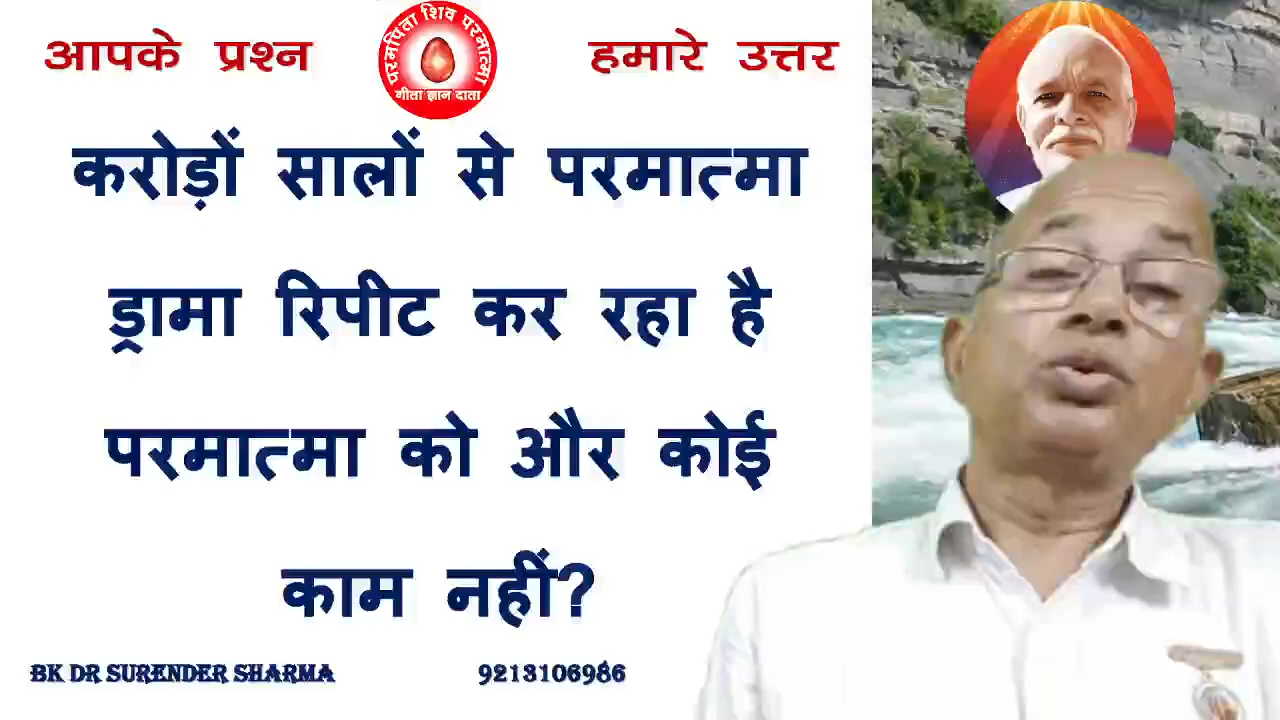 आपके प्रश्न
परमपिता शिव परमात्मा
गीता ज्ञान दाता
हमारे उत्तर
करोड़ों सालों से परमात्मा
ड्रामा रिपीट कर रहा है
परमात्मा को और कोई
काम नहीं?
BK DR SURENDER SHARMA
9213106986